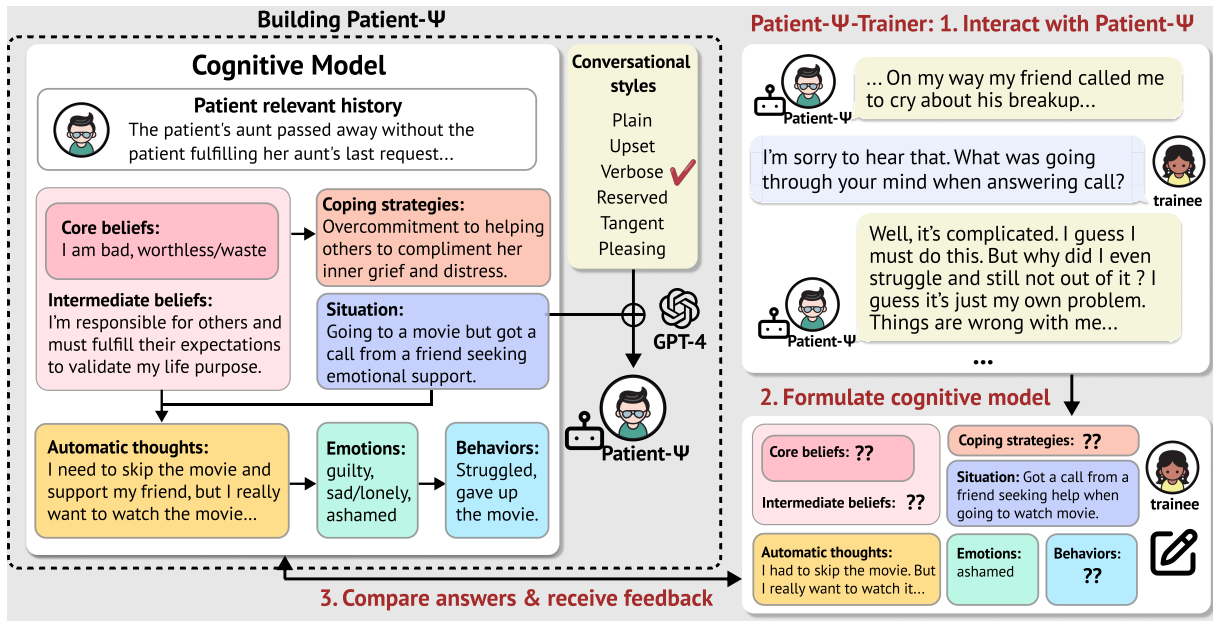 Building Patient-Ψ
Cognitive Model
Patient relevant history
The patient's aunt passed away without the
patient fulfilling her aunt's last request...
Core beliefs:
I am bad, worthless/waste
Intermediate beliefs:
I'm responsible for others and
must fulfill their expectations
to validate my life purpose.
Coping strategies:
Overcommitment to helping
others to compliment her
inner grief and distress.
Situation:
Going to a movie but got a
call from a friend seeking
emotional support.
Automatic thoughts:
I need to skip the movie and
support my friend, but I really
want to watch the movie...
Emotions:
guilty,
sad/lonely,
ashamed
Behaviors:
Struggled,
gave up
the movie.
Conversational
styles
Plain
Upset
Verbose
Reserved
Tangent
Pleasing
GPT-4
Patient-Ψ
Patient-Ψ-Trainer: 1. Interact with Patient-Ψ
... On my way my friend called me
to cry about his breakup...
Patient-Ψ
I'm sorry to hear that. What was going
through your mind when answering call?
trainee
Well, it's complicated. I guess I
must do this. But why did I even
struggle and still not out of it ? I
guess it's just my own problem.
Things are wrong with me...
Patient-Ψ
...
2. Formulate cognitive model
Core beliefs: ??
Intermediate beliefs: ??
Coping strategies: ??
Situation: Got a call from a
friend seeking help when
going to watch movie.
trainee
Automatic thoughts:
I had to skip the movie. But
I really want to watch it...
Emotions:
ashamed
Behaviors:
??
3. Compare answers & receive feedback